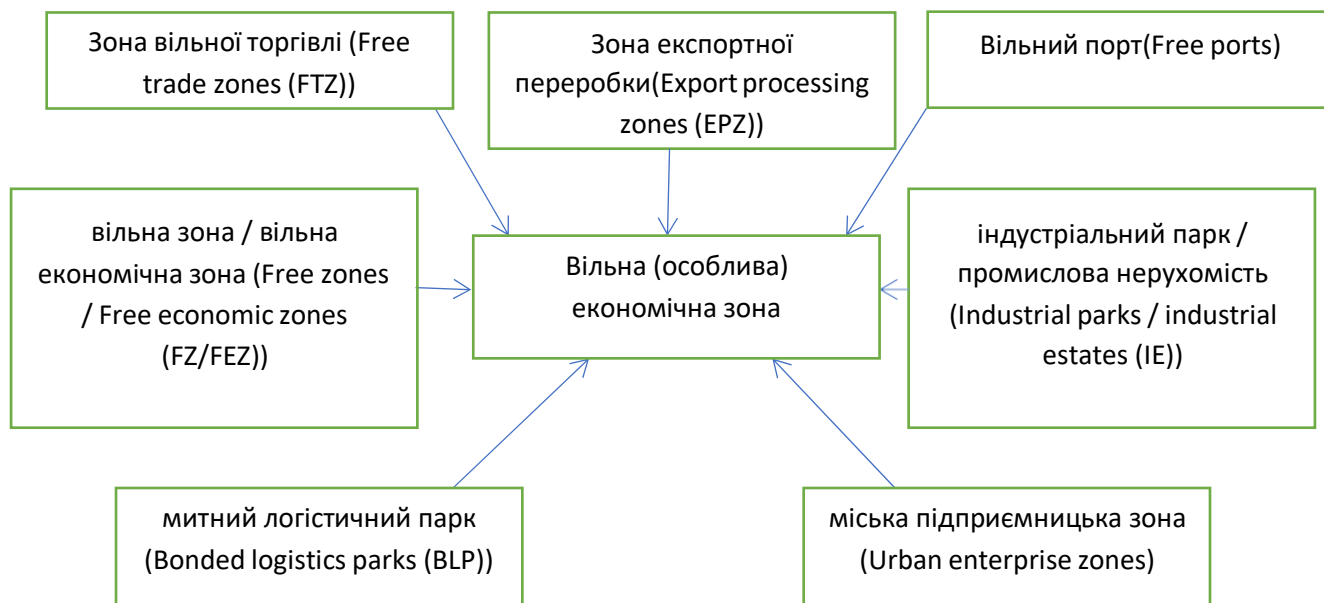 Зона вільної торгівлі (Free
trade zones (FTZ))
Зона експортної
переробки(Export processing
zones (EPZ))
Вільний порт(Free ports)
вільна зона / вільна
економічна зона (Free zones
/ Free economic zones
(FZ/FEZ))
Вільна (особлива)
економічна зона
індустріальний парк /
промислова нерухомість
(Industrial parks / industrial
estates (IE))
митний логістичний парк
(Bonded logistics parks (BLP))
міська підприємницька зона
(Urban enterprise zones)